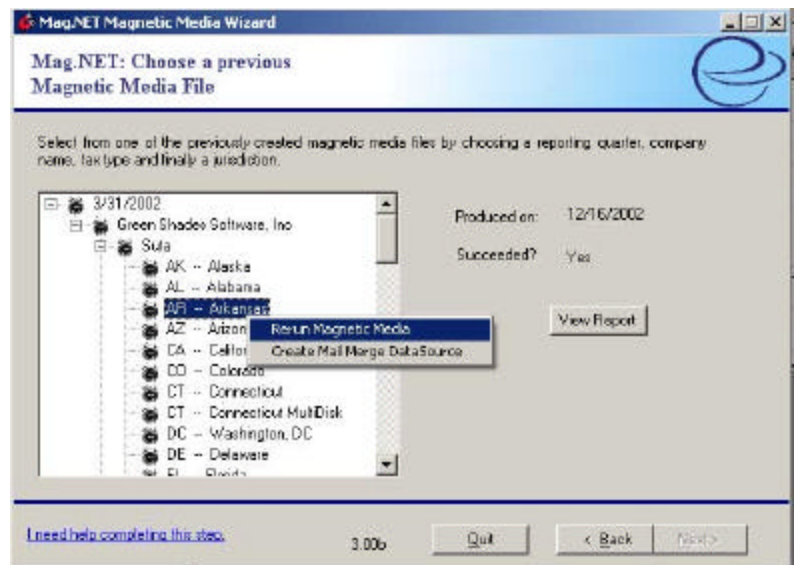 Mag.NET Magnetic Media Wizard
Mag.NET: Choose a previous
Magnetic Media File
Select from one of the previously created magnetic media files by choosing a reporting quarter, company
name, tax type and finally a jurisdiction.
3/31/2002
Green Shades Software, Inc
Suta
AK -- Alaska
AL -- Alabama
AR -- Arkansas
AZ -- Arizon
CA -- Califor
CO -- Colorado
CT -- Connecticut
CT -- Connecticut MultiDisk
DC -- Washington, DC
DE -- Delaware
FL -- Florida
Rerun Magnetic Media
Create Mail Merge DataSource
Produced on: 12/16/2002
Succeeded? Yes
View Report
I need help completing this step.
3.00b
Quit
< Back
Next >